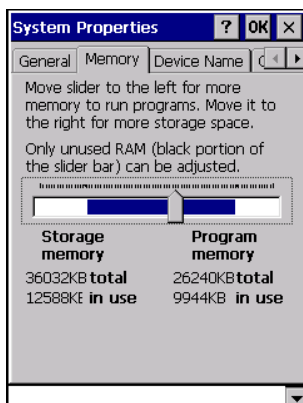 System Properties ? OK ×
General Memory Device Name
Move slider to the left for more
memory to run programs. Move it to
the right for more storage space.
Only unused RAM (black portion of
the slider bar) can be adjusted.
Storage Program
memory memory
36032KB total 26240KB total
12588KB in use 9944KB in use